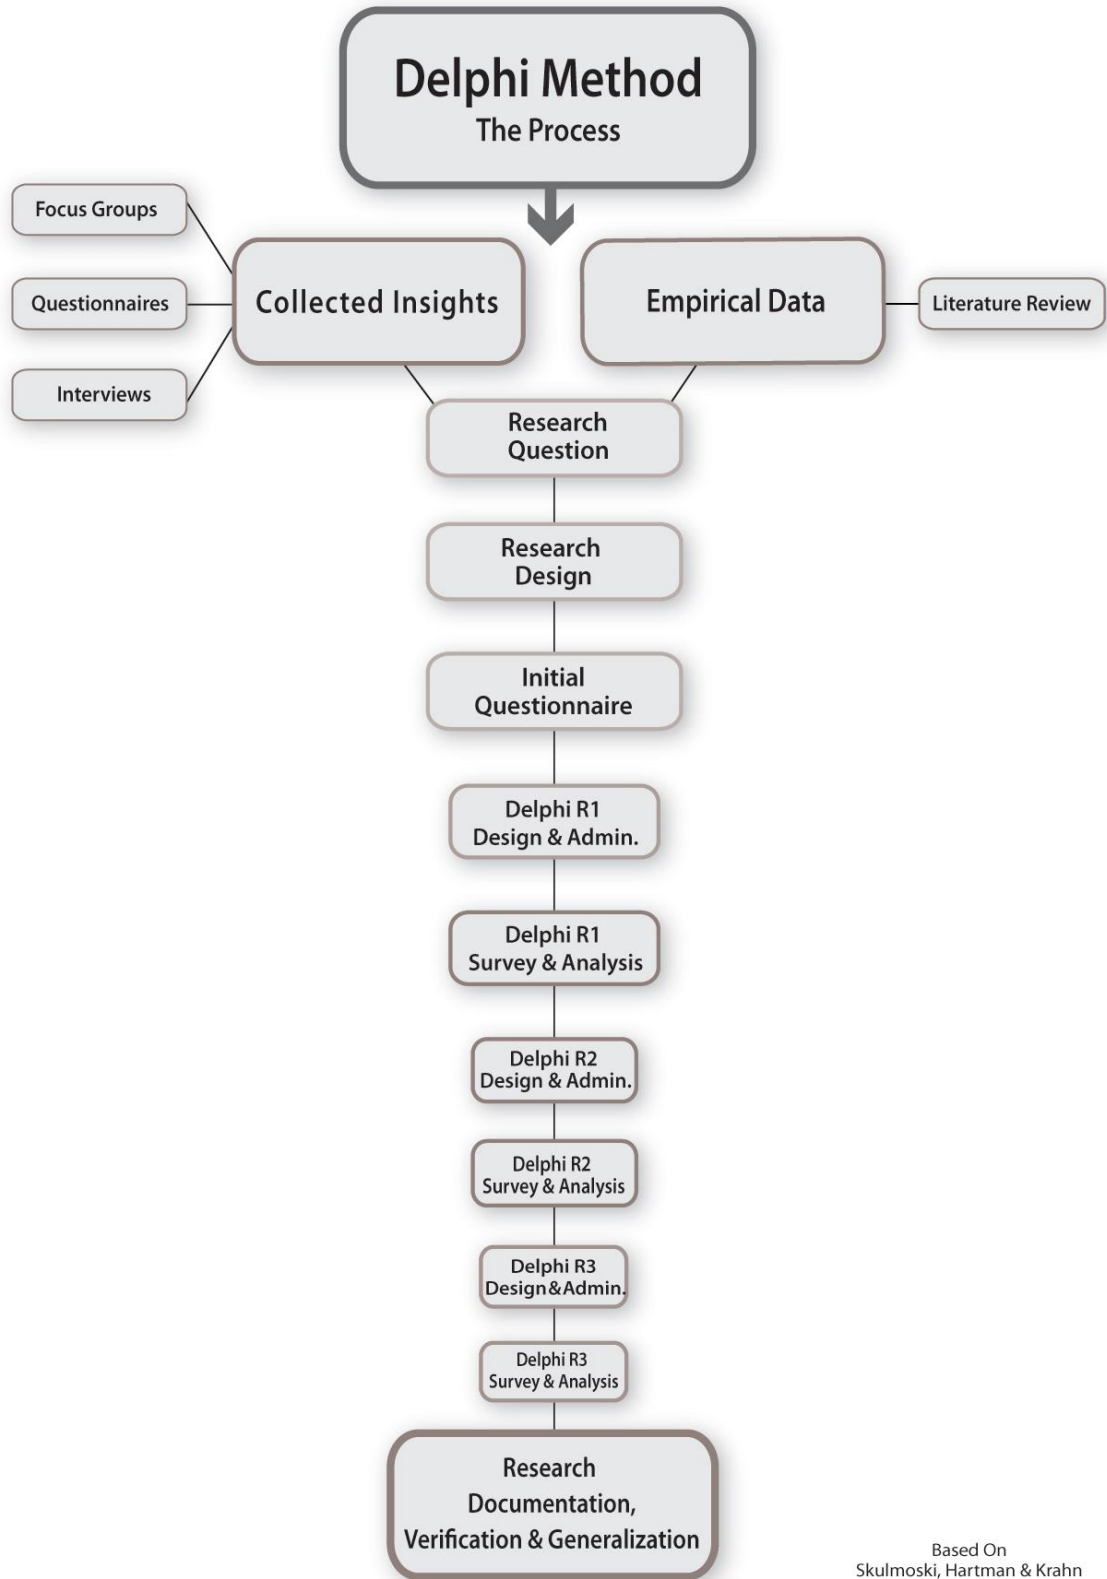 Delphi Method
The Process
Focus Groups
Questionnaires
Interviews
Collected Insights
Empirical Data
Literature Review
Research
Question
Research
Design
Initial
Questionnaire
Delphi R1
Design & Admin.
Delphi R1
Survey & Analysis
Delphi R2
Design & Admin.
Delphi R2
Survey & Analysis
Delphi R3
Design & Admin.
Delphi R3
Survey & Analysis
Research
Documentation,
Verification & Generalization
Based On
Skulmoski, Hartman & Krahn